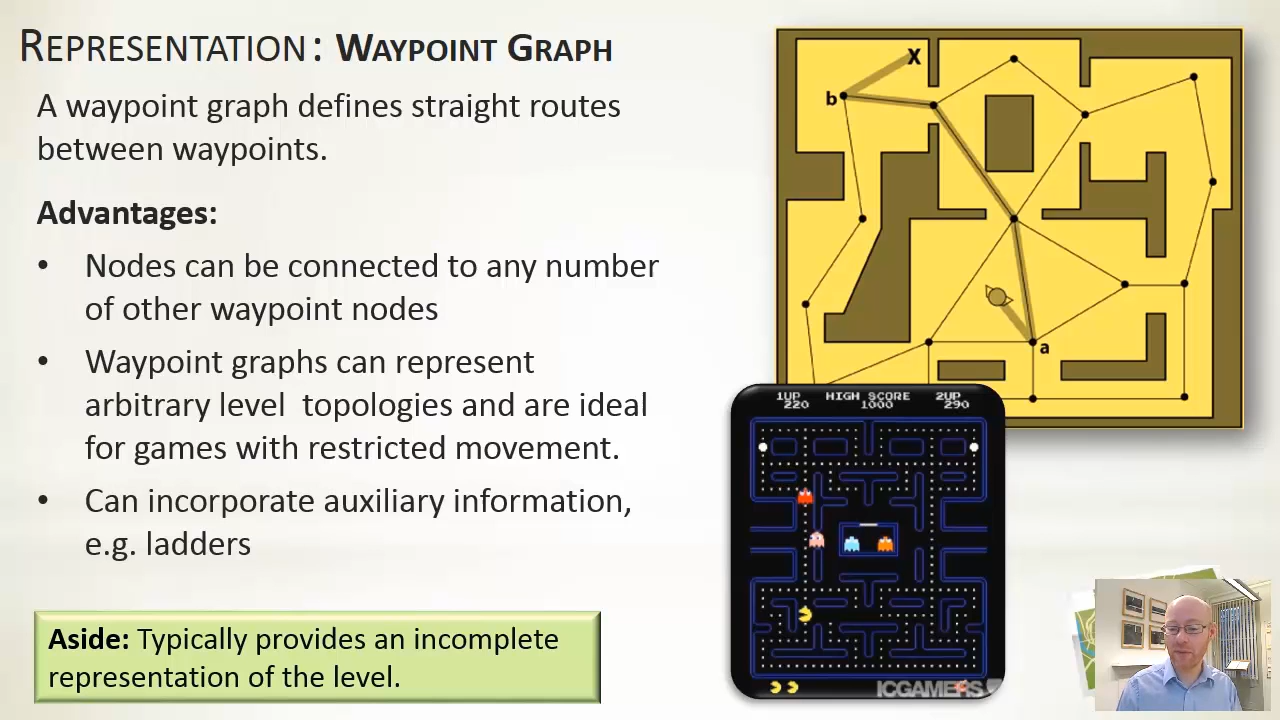 REPRESENTATION: WAYPOINT GRAPH
A waypoint graph defines straight routes
between waypoints.
Advantages:
• Nodes can be connected to any number
of other waypoint nodes
• Waypoint graphs can represent
arbitrary level topologies and are ideal
for games with restricted movement.
• Can incorporate auxiliary information,
e.g. ladders
Aside: Typically provides an incomplete
representation of the level.
X
b
a
1UP HIGH SCORE 2UP
220 1000 290
ICGAMERS